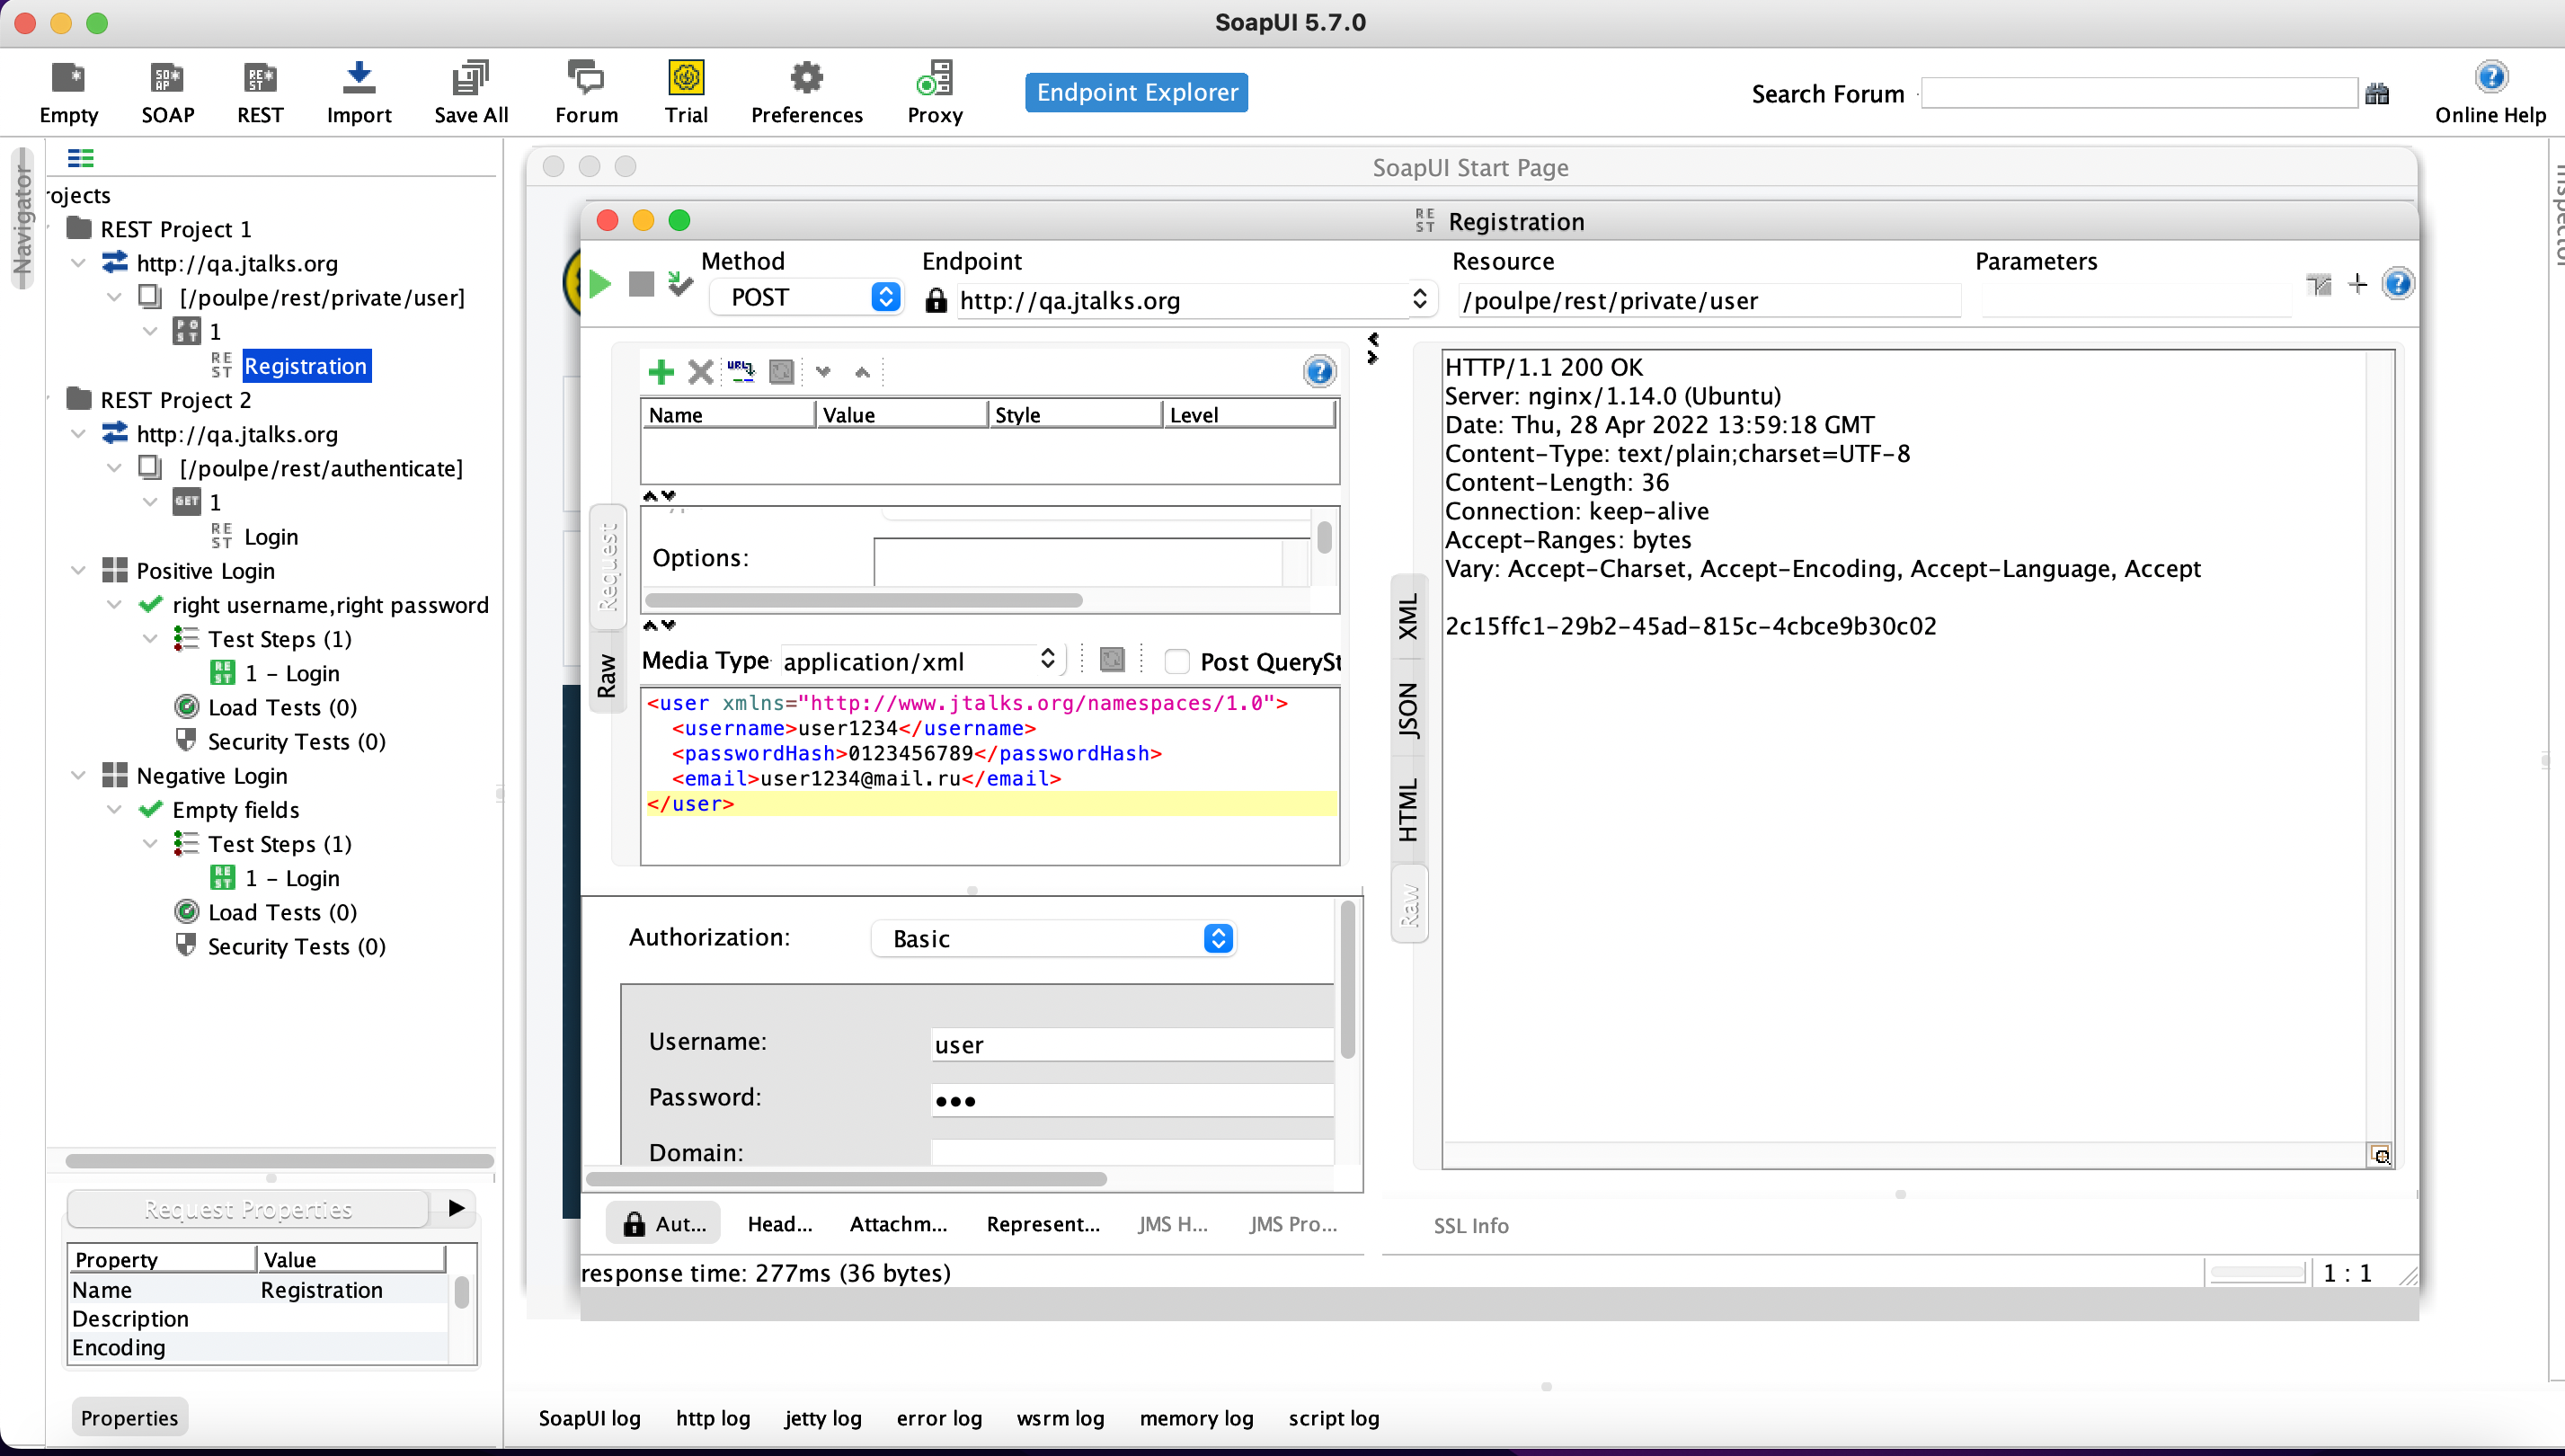 SoapUI 5.7.0
Empty
SOAP
REST
Import
Save All
Forum
Trial
Preferences
Proxy
Endpoint Explorer
Search Forum
Online Help
Navigator
rojects
REST Project 1
http://qa.jtalks.org
[/poulpe/rest/private/user]
POST 1
REST Registration
REST Project 2
http://qa.jtalks.org
[/poulpe/rest/authenticate]
GET 1
REST Login
Positive Login
right username,right password
Test Steps (1)
REST 1 - Login
Load Tests (0)
Security Tests (0)
Negative Login
Empty fields
Test Steps (1)
REST 1 - Login
Load Tests (0)
Security Tests (0)
Request Properties
Property Value
Name Registration
Description
Encoding
Properties
SoapUI Start Page
REST Registration
Method
POST
Endpoint
http://qa.jtalks.org
Resource
/poulpe/rest/private/user
Parameters
Request
Raw
Name Value Style Level
Options:
Media Type application/xml Post QuerySt
<user xmlns="http://www.jtalks.org/namespaces/1.0">
<username>user1234</username>
<passwordHash>0123456789</passwordHash>
<email>user1234@mail.ru</email>
</user>
Authorization: Basic
Username: user
Password: •••
Domain:
Aut... Head... Attachm... Represent... JMS H... JMS Pro...
response time: 277ms (36 bytes)
XML
JSON
HTML
Raw
HTTP/1.1 200 OK
Server: nginx/1.14.0 (Ubuntu)
Date: Thu, 28 Apr 2022 13:59:18 GMT
Content-Type: text/plain;charset=UTF-8
Content-Length: 36
Connection: keep-alive
Accept-Ranges: bytes
Vary: Accept-Charset, Accept-Encoding, Accept-Language, Accept
2c15ffc1-29b2-45ad-815c-4cbce9b30c02
SSL Info
1 : 1
SoapUI log http log jetty log error log wsrm log memory log script log